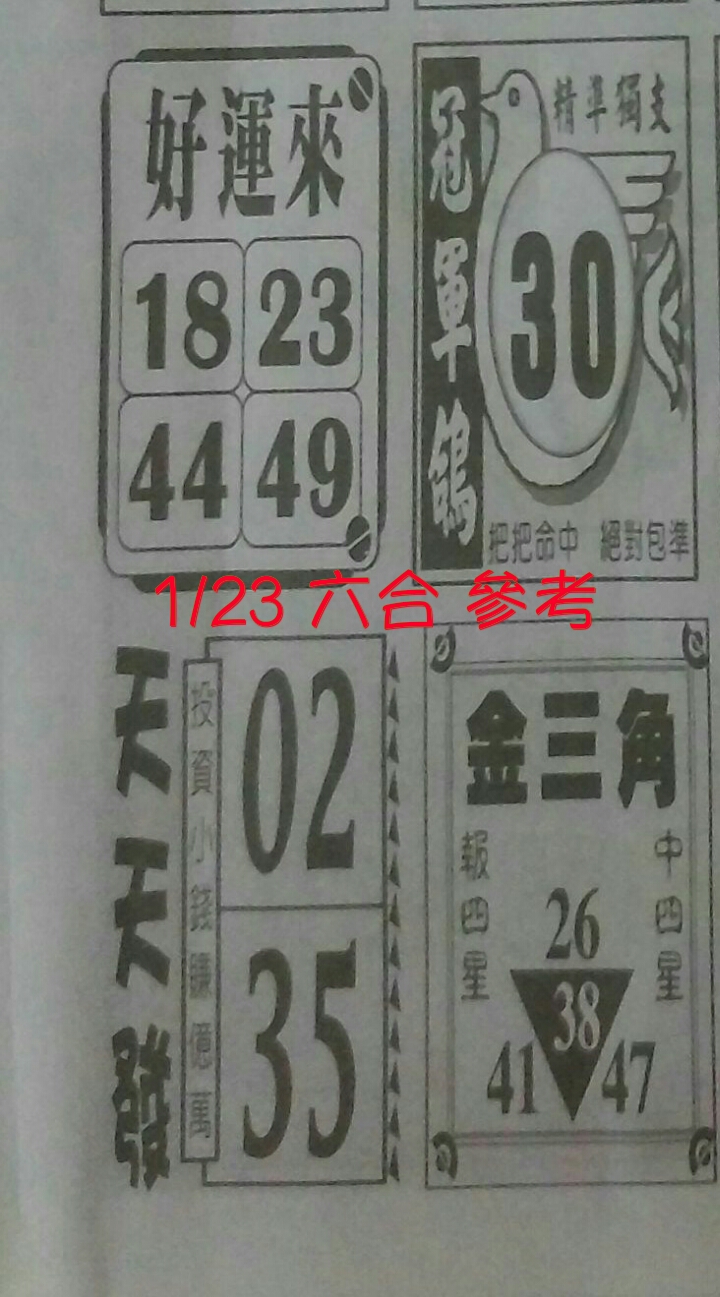 好運來
18 23
44 49
冠軍鴿
精準獨支
30
把把命中 絕對包準
1/23 六合 參考
天天發
投資小錢賺億萬
02
35
金三角
報四星
中四星
26
38
41 47